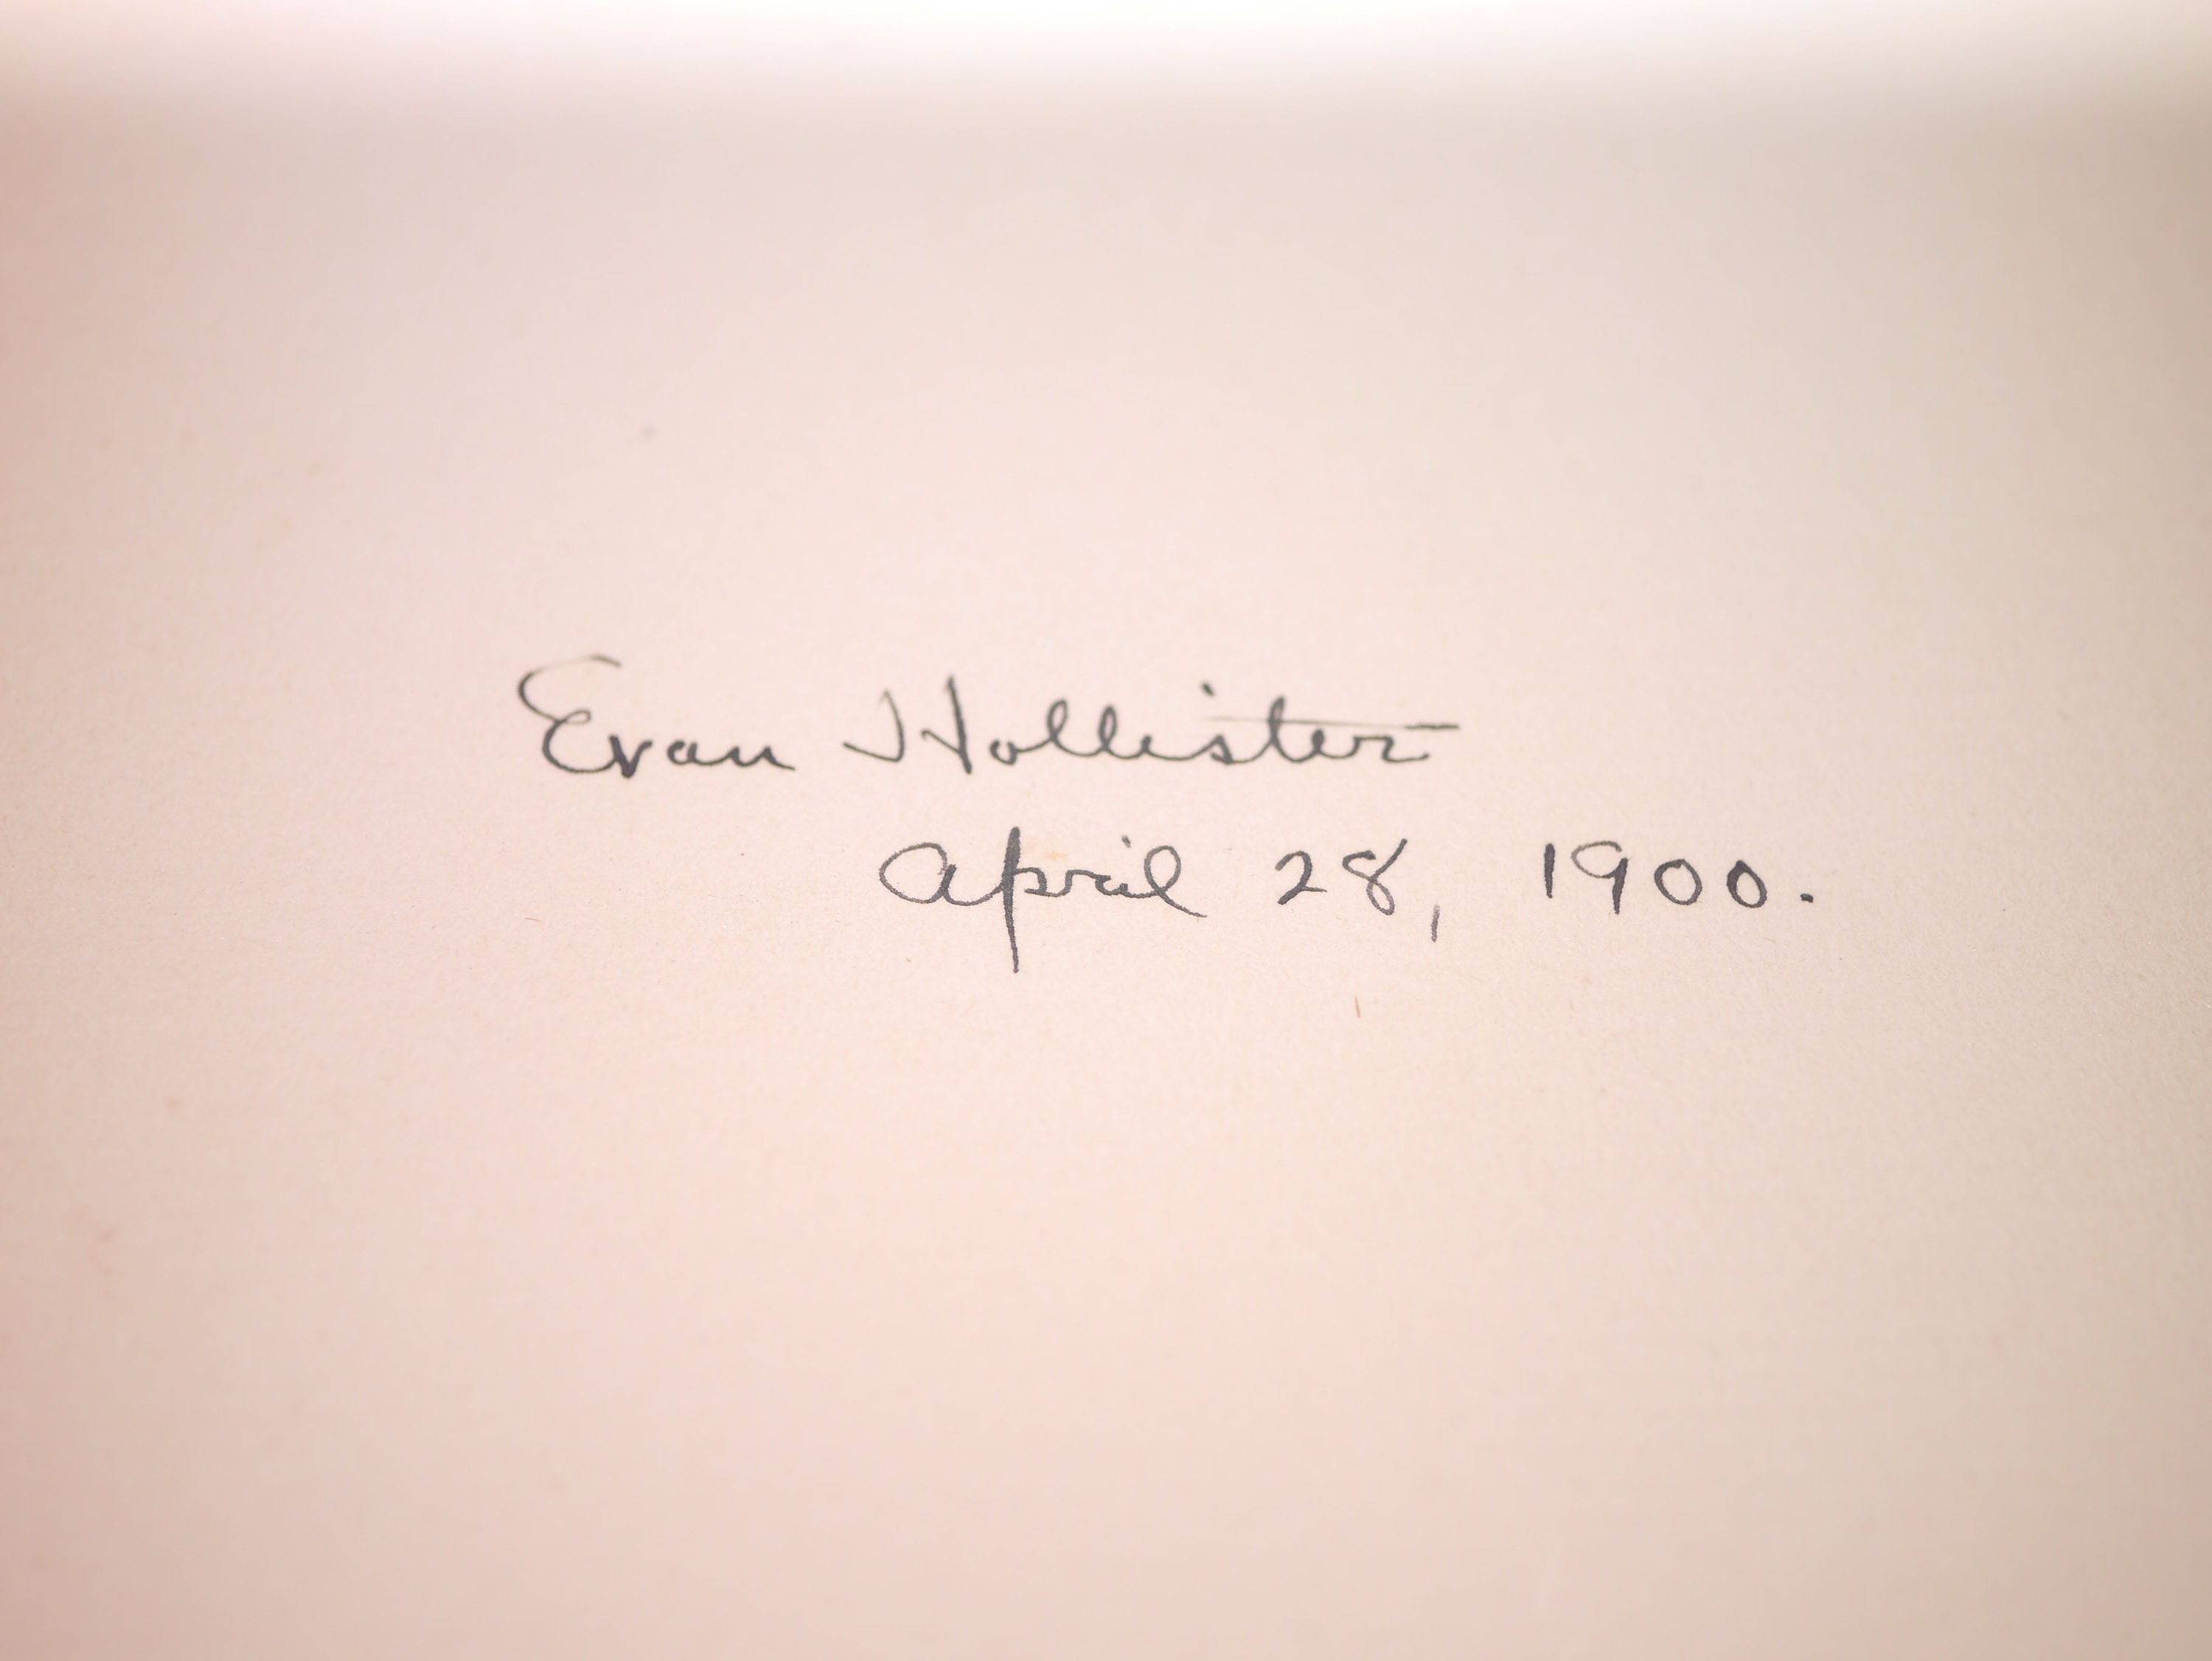 Evan Hollister
April 28, 1900.